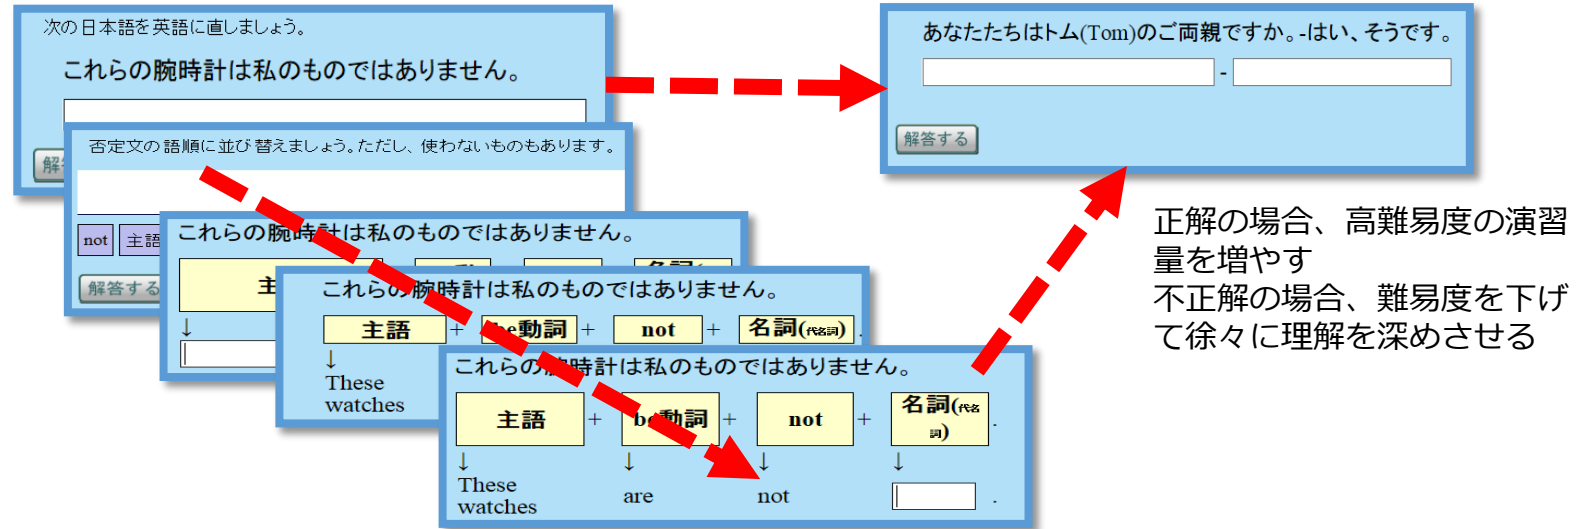 次の日本語を英語に直しましょう。
これらの腕時計は私のものではありません。
否定文の語順に並び替えましょう。ただし、使わないものもあります。
not 主語
解答する
これらの腕時計は私のものではありません。
↓
これらの腕時計は私のものではありません。
主語 + be動詞 + not + 名詞(代名詞) .
↓
These
watches
これらの腕時計は私のものではありません。
主語 + be動詞 + not + 名詞(代名詞) .
↓ ↓ ↓ ↓
These
watches are not .
あなたたちはトム(Tom)のご両親ですか。-はい、そうです。
-
解答する
正解の場合、高難易度の演習
量を増やす
不正解の場合、難易度を下げ
て徐々に理解を深めさせる